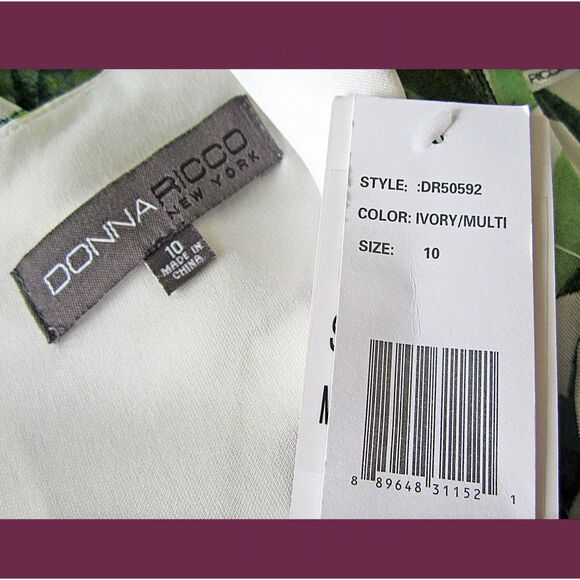 DONNA RICCO
NEW YORK
10
MADE IN
CHINA
STYLE: :DR50592
COLOR: IVORY/MULTI
SIZE: 10
8 89648 31152 1
S
M
RICCO